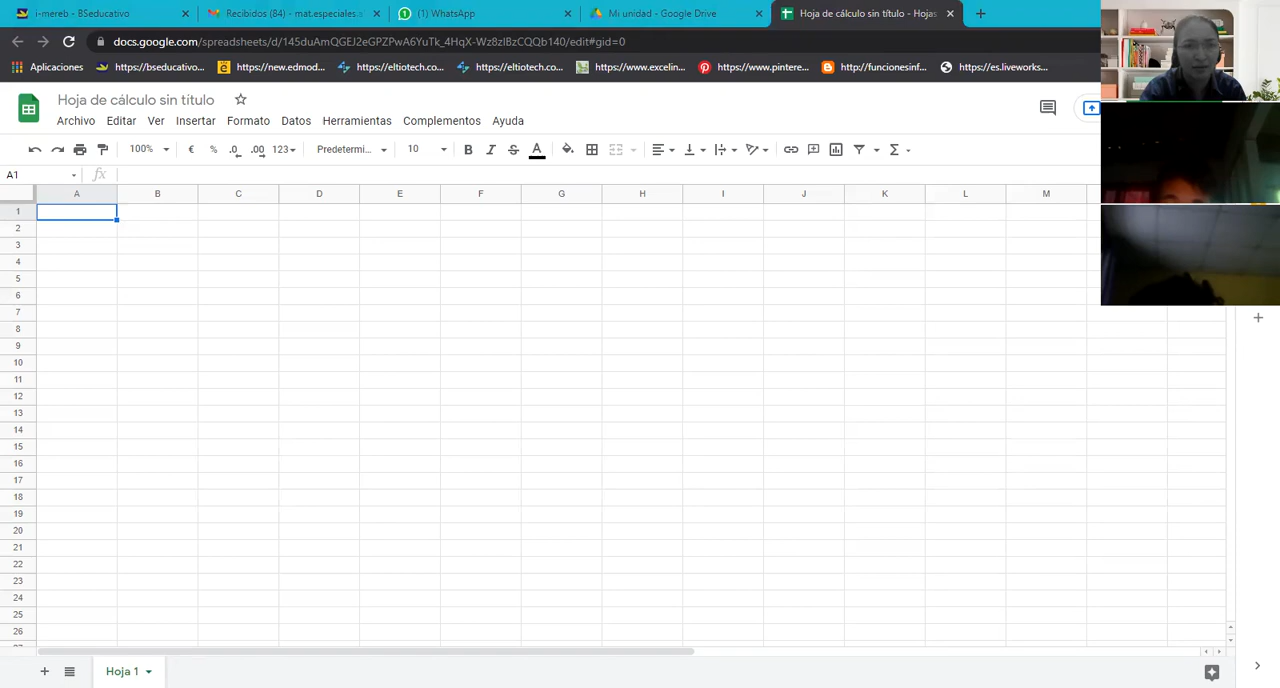 i-mereb - BSeducativo
Recibidos (84) - mat.especiales.a
(1) WhatsApp
Mi unidad - Google Drive
Hoja de cálculo sin título - Hojas
docs.google.com/spreadsheets/d/145duAmQGEJ2eGPZPwA6YuTk_4HqX-Wz8zIBzCQQb140/edit#gid=0
Aplicaciones
https://bseducativo...
https://new.edmod...
https://eltiotech.co...
https://eltiotech.co...
https://www.excelin...
https://www.pintere...
http://funcionesinf...
https://es.liveworks...
Hoja de cálculo sin título
Archivo Editar Ver Insertar Formato Datos Herramientas Complementos Ayuda
100% € % .0 .00 123 Predetermi... 10 B I S A Σ
A1 fx
A B C D E F G H I J K L M
1
2
3
4
5
6
7
8
9
10
11
12
13
14
15
16
17
18
19
20
21
22
23
24
25
26
Hoja 1